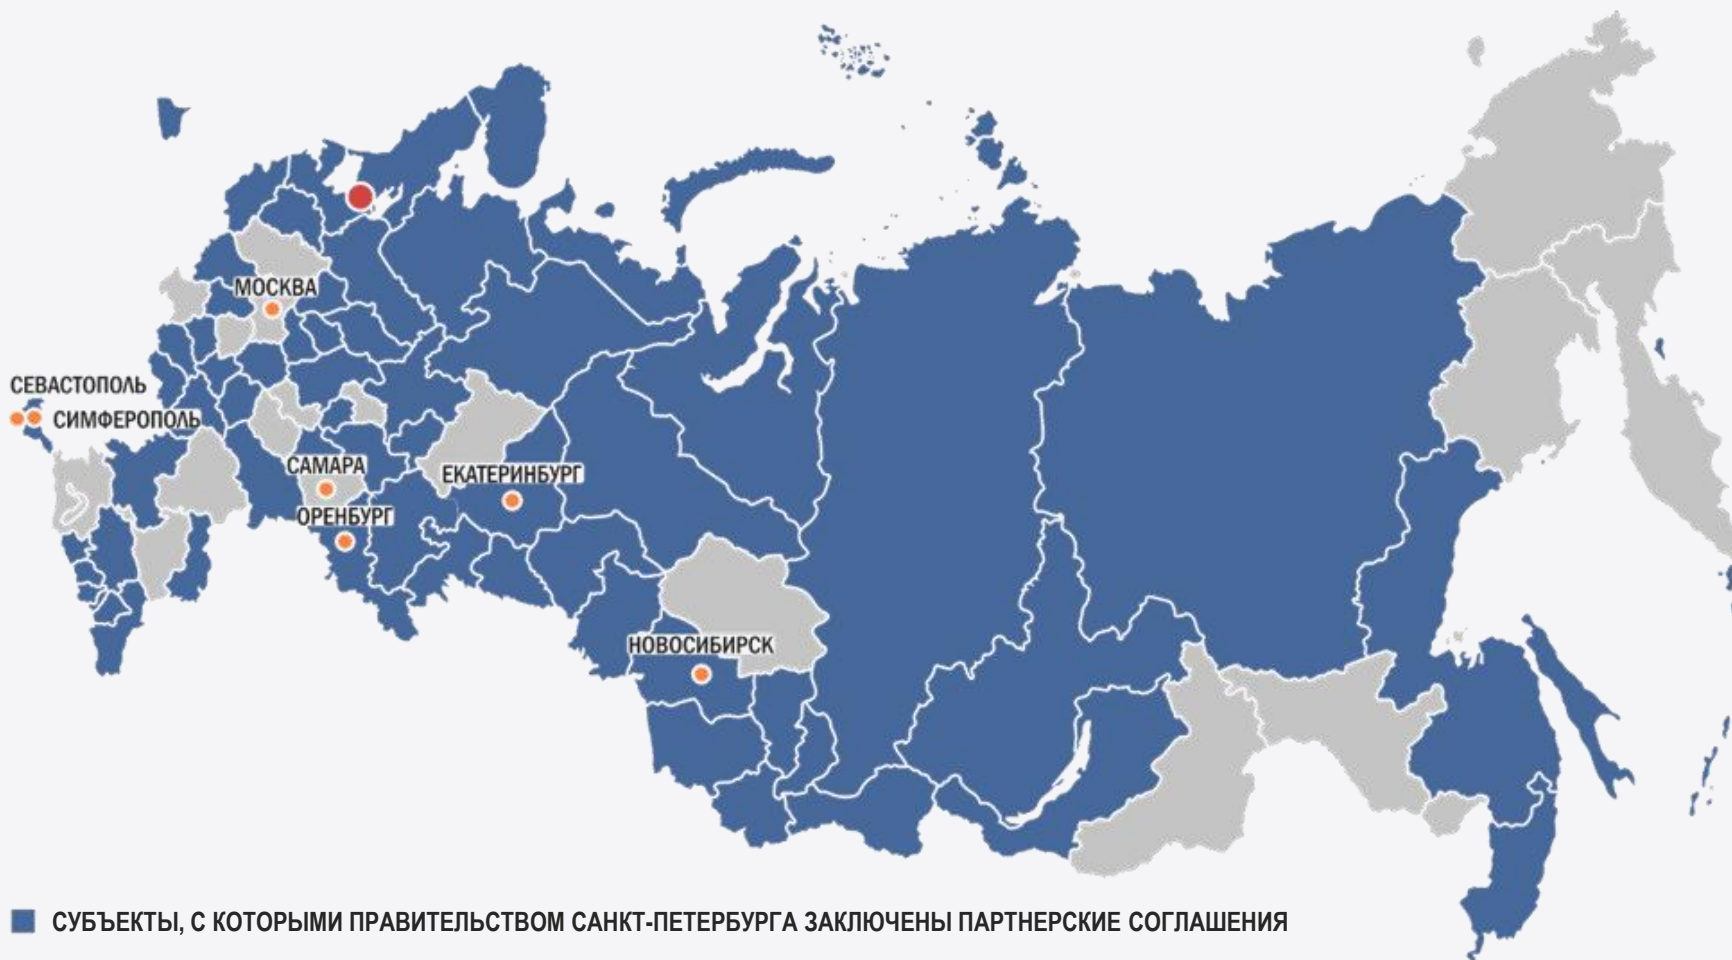 МОСКВА
СЕВАСТОПОЛЬ
СИМФЕРОПОЛЬ
САМАРА
ЕКАТЕРИНБУРГ
ОРЕНБУРГ
НОВОСИБИРСК
СУБЪЕКТЫ, С КОТОРЫМИ ПРАВИТЕЛЬСТВОМ САНКТ-ПЕТЕРБУРГА ЗАКЛЮЧЕНЫ ПАРТНЕРСКИЕ СОГЛАШЕНИЯ